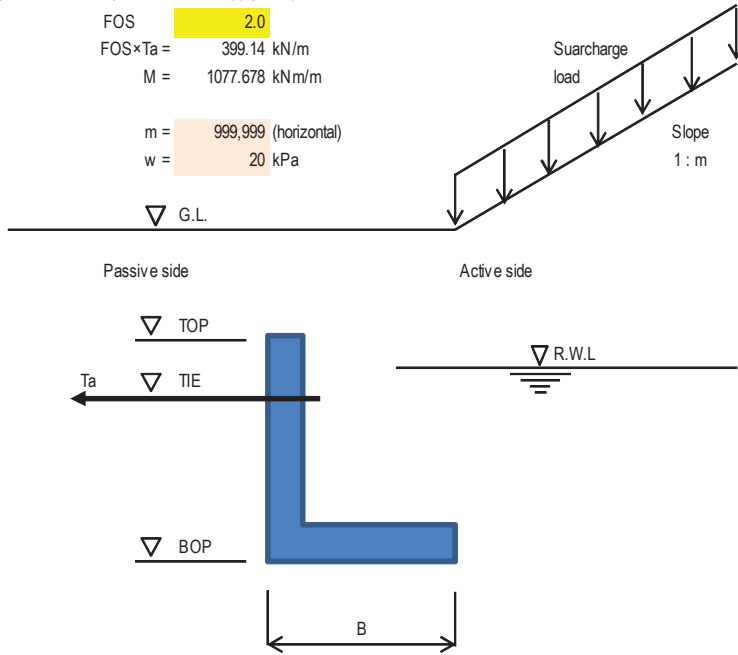 FOS 2.0
FOS×Ta = 399.14 kN/m
M = 1077.678 kNm/m
m = 999,999 (horizontal)
w = 20 kPa
Suarcharge
load
Slope
1 : m
G.L.
Passive side
Active side
TOP
R.W.L
Ta
TIE
BOP
B